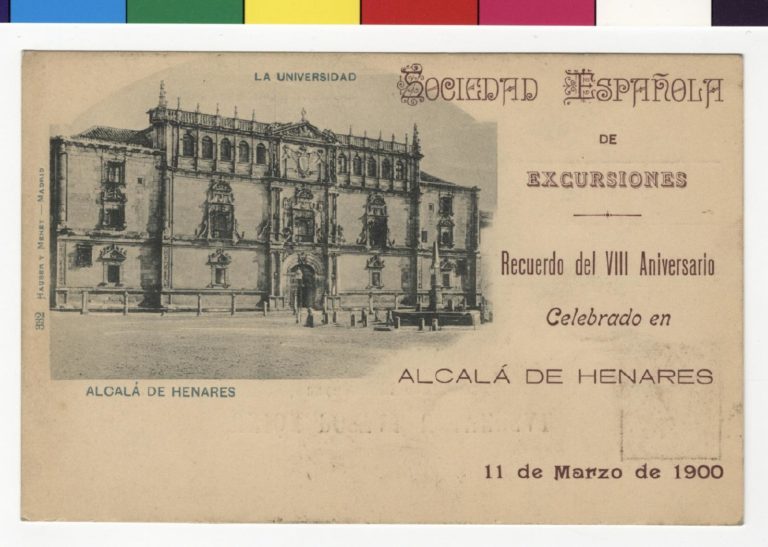 LA UNIVERSIDAD
SOCIEDAD ESPAÑOLA
DE
EXCURSIONES
Recuerdo del VIII Aniversario
Celebrado en
ALCALÁ DE HENARES
11 de Marzo de 1900
ALCALÁ DE HENARES
332 HAUSER Y MENET — MADRID